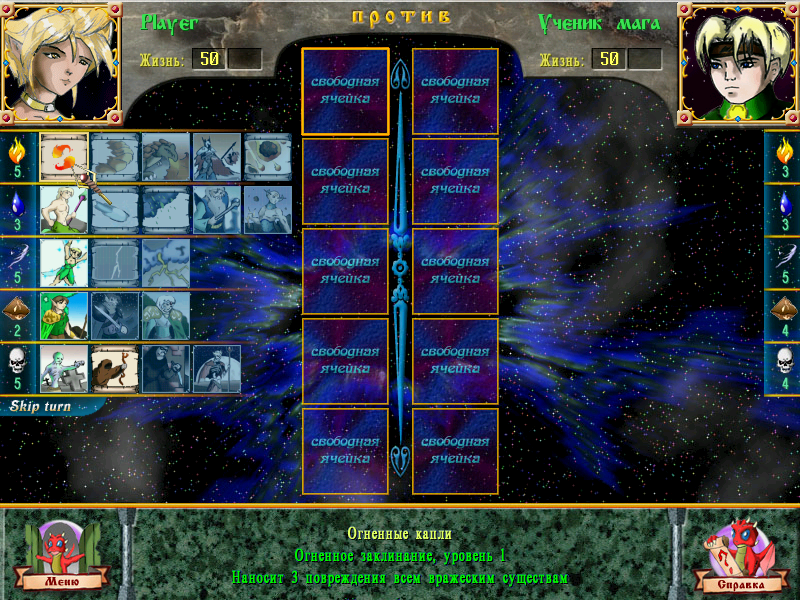 Player
против
Ученик мага
Жизнь: 50
Жизнь: 50
свободная
ячейка
свободная
ячейка
свободная
ячейка
свободная
ячейка
свободная
ячейка
свободная
ячейка
свободная
ячейка
свободная
ячейка
свободная
ячейка
свободная
ячейка
5
3
5
2
5
3
3
5
4
4
Skip turn
Огненные капли
Огненное заклинание, уровень 1
Наносит 3 повреждения всем вражеским существам
Меню
Справка